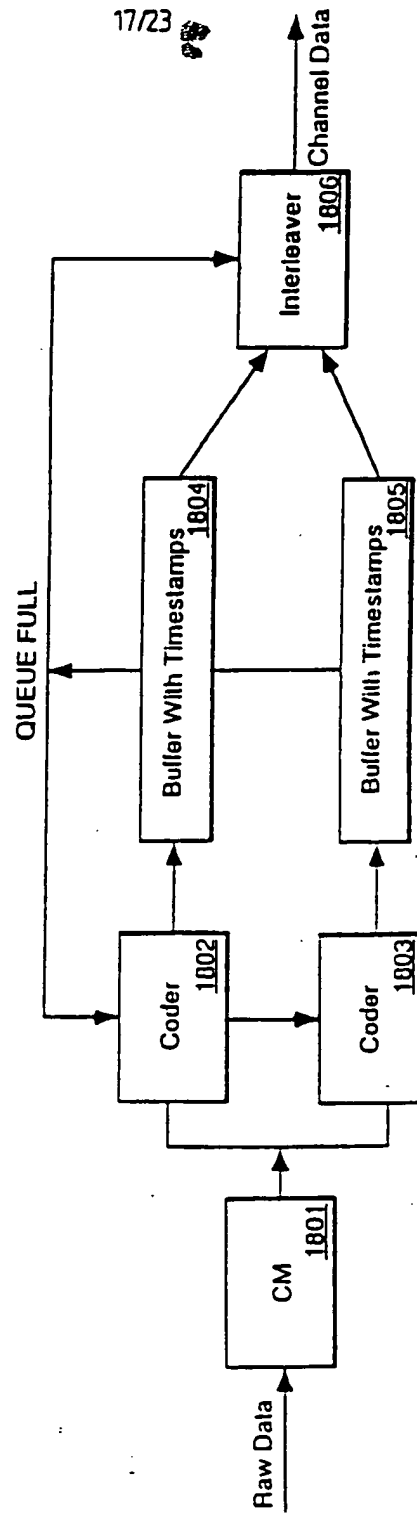 17/23
QUEUE FULL
Raw Data
CM
1801
Coder
1802
Coder
1803
Buffer With Timestamps
1804
Buffer With Timestamps
1805
Interleaver
1806
Channel Data